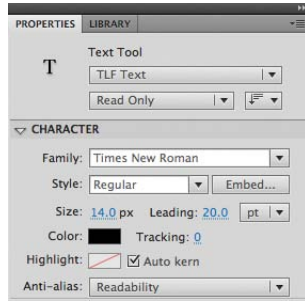 PROPERTIES LIBRARY
Text Tool
T
TLF Text
Read Only
CHARACTER
Family: Times New Roman
Style: Regular Embed...
Size: 14.0 px Leading: 20.0 pt
Color: Tracking: 0
Highlight: Auto kern
Anti-alias: Readability